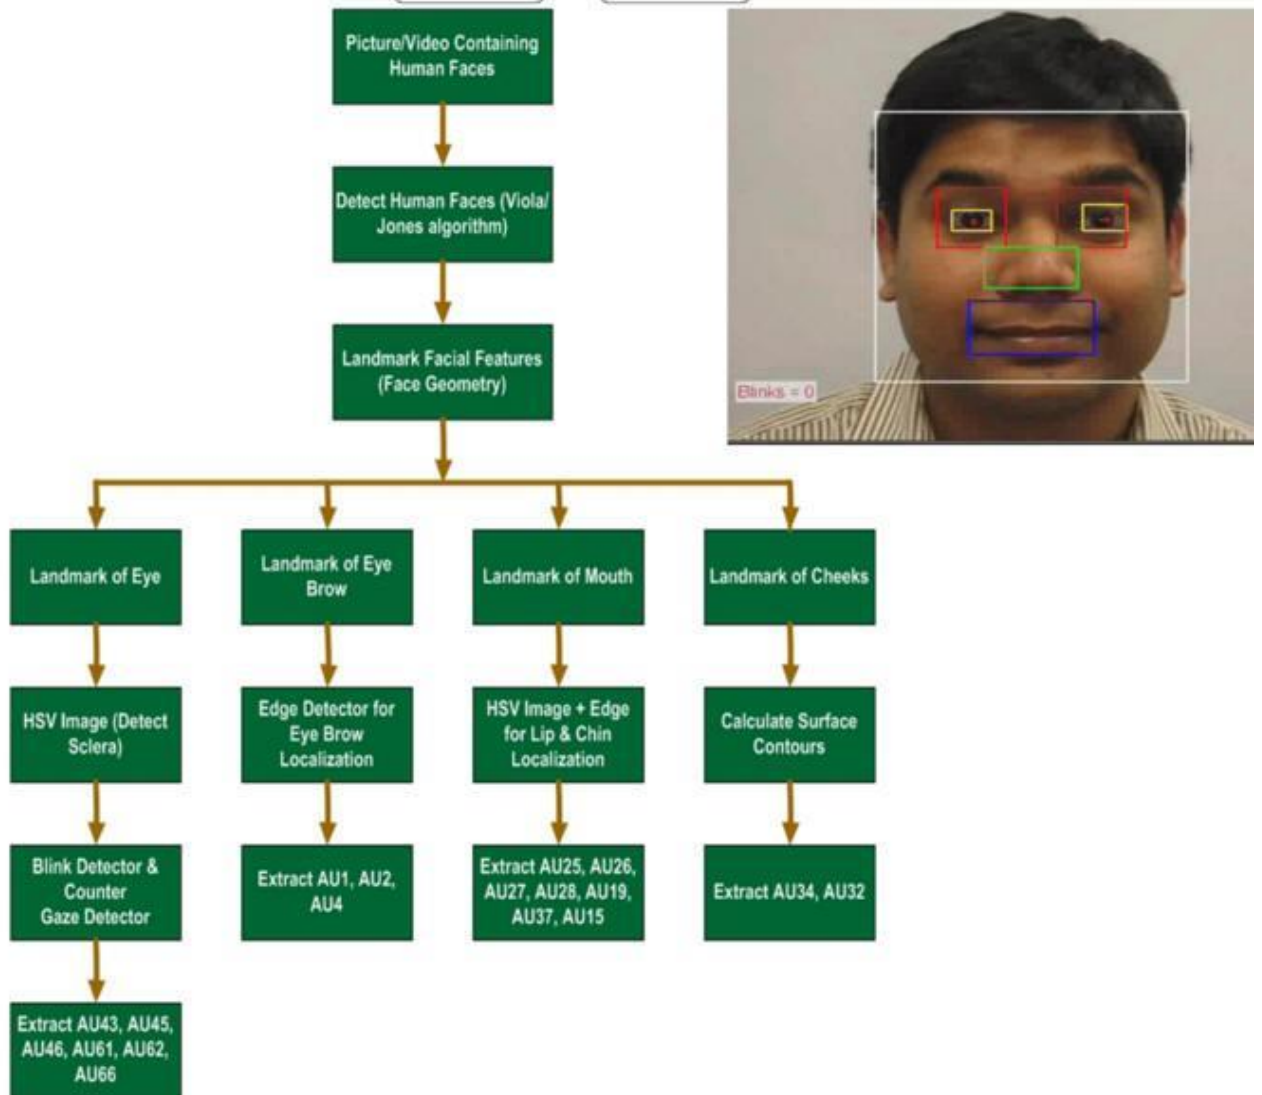 Picture/Video Containing
Human Faces
Detect Human Faces (Viola/
Jones algorithm)
Landmark Facial Features
(Face Geometry)
Blinks = 0
Landmark of Eye
Landmark of Eye
Brow
Landmark of Mouth
Landmark of Cheeks
HSV Image (Detect
Sclera)
Edge Detector for
Eye Brow
Localization
HSV Image + Edge
for Lip & Chin
Localization
Calculate Surface
Contours
Blink Detector &
Counter
Gaze Detector
Extract AU1, AU2,
AU4
Extract AU25, AU26,
AU27, AU28, AU19,
AU37, AU15
Extract AU34, AU32
Extract AU43, AU45,
AU46, AU61, AU62,
AU66